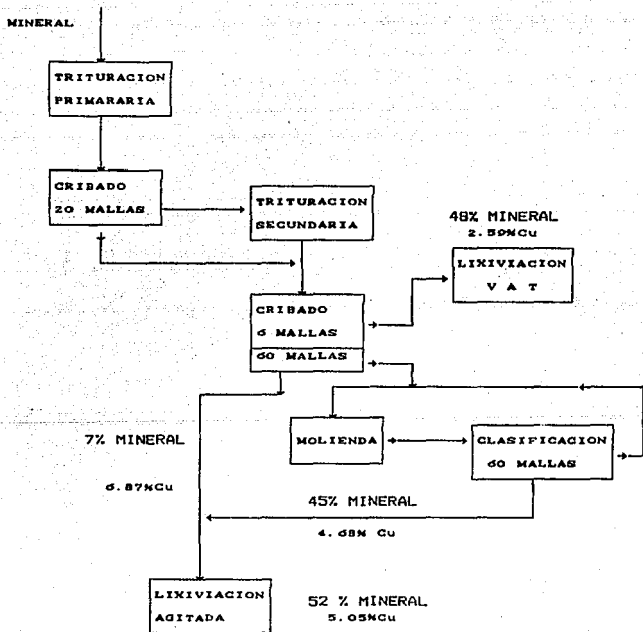 MINERAL
TRITURACION
PRIMARARIA
CRIBADO
20 MALLAS
TRITURACION
SECUNDARIA
48% MINERAL
2.59%Cu
LIXIVIACION
V A T
CRIBADO
6 MALLAS
60 MALLAS
MOLIENDA
CLASIFICACION
60 MALLAS
7% MINERAL
6.87%Cu
45% MINERAL
4.68% Cu
LIXIVIACION
AGITADA
52 % MINERAL
5.05%Cu